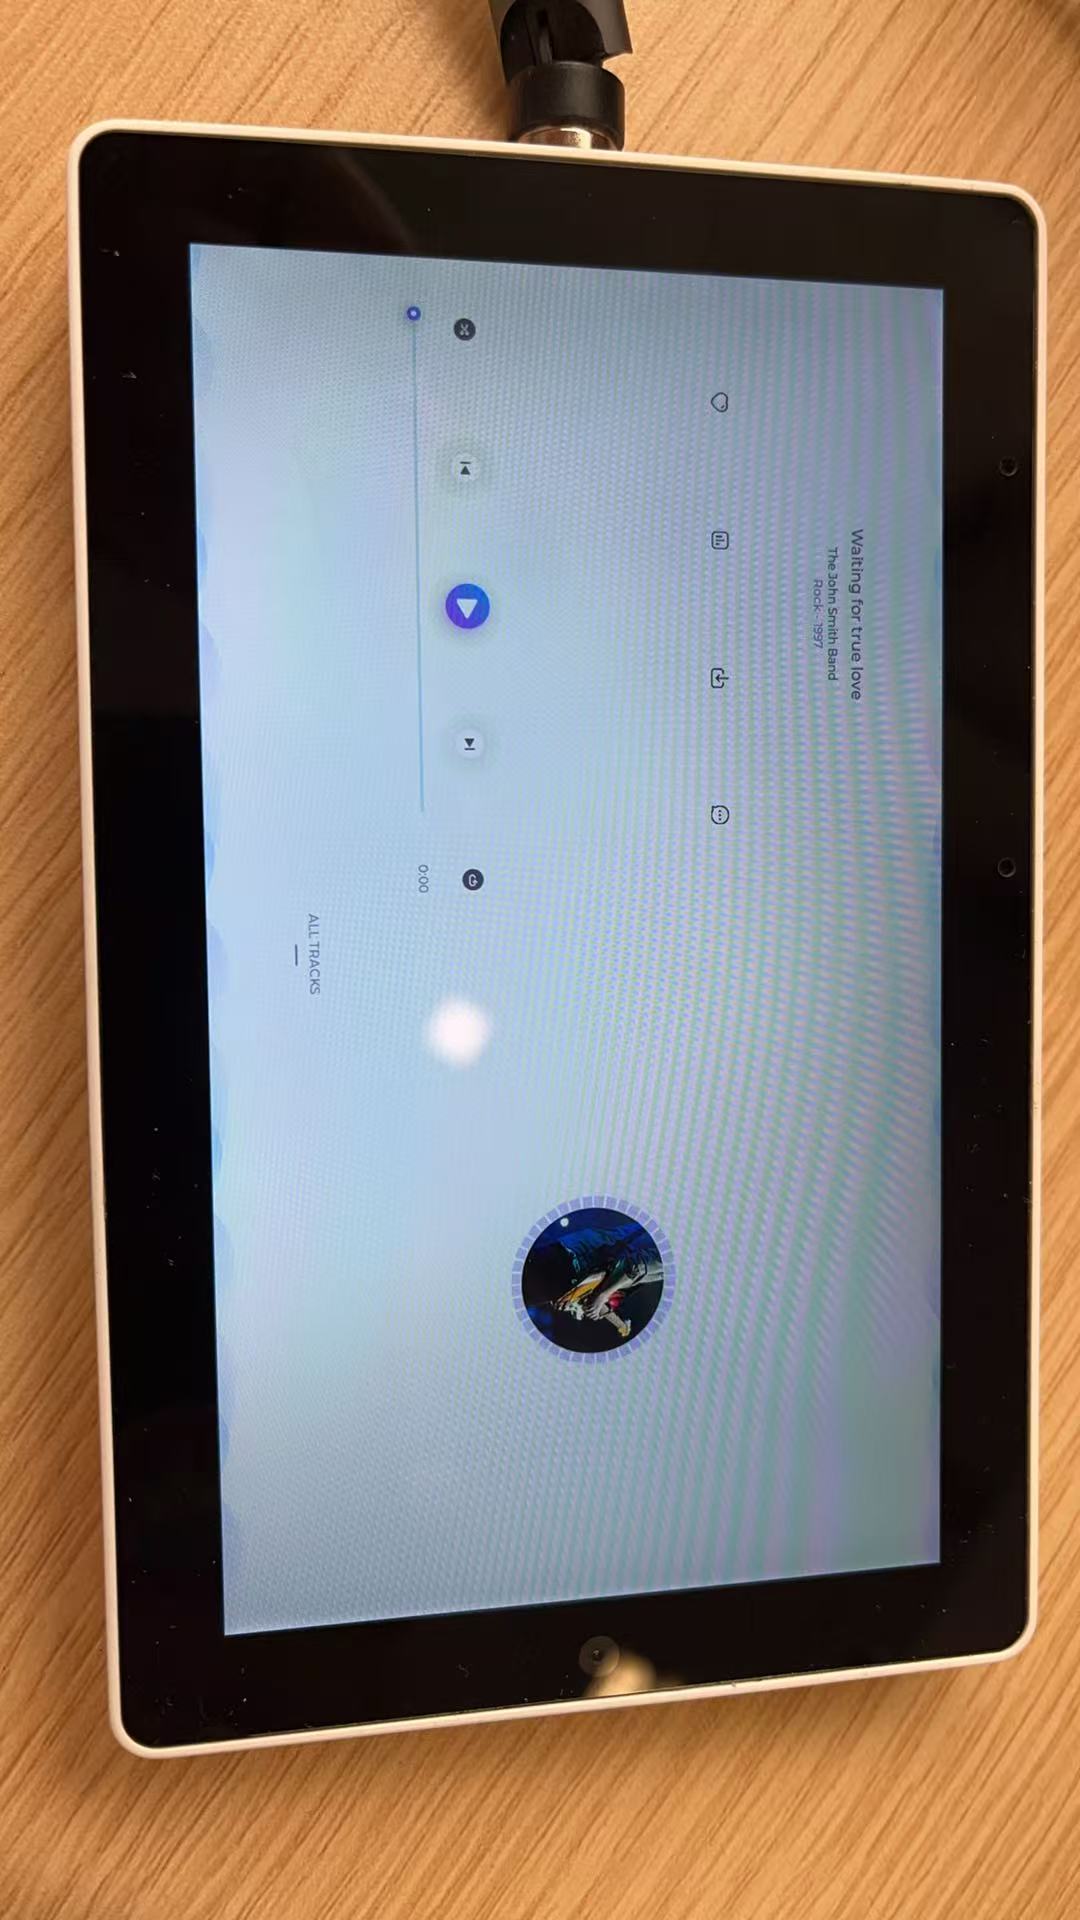 Waiting for true love
The John Smith Band
Rock - 1997
0:00
ALL TRACKS